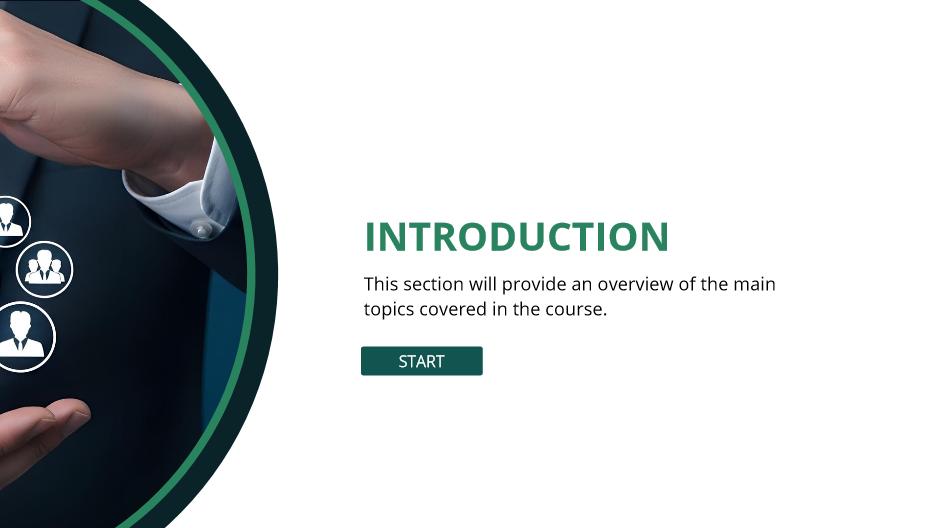 INTRODUCTION
This section will provide an overview of the main
topics covered in the course.
START